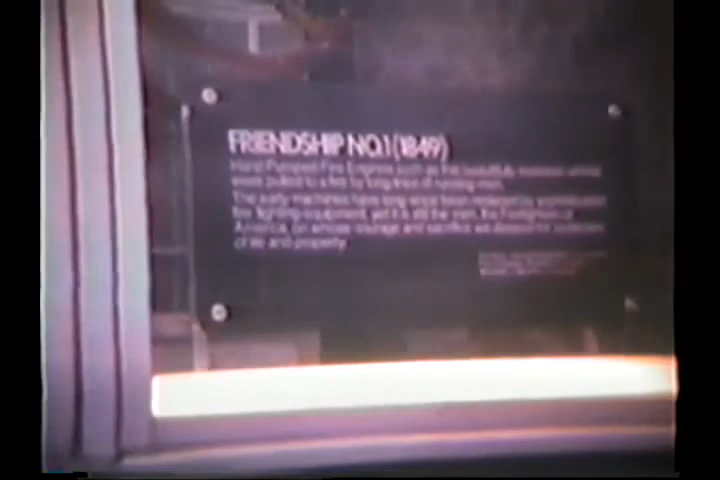 FRIENDSHIP NO.1 (1849)
Hand Pumped Fire Engines such as this beautifully restored
were pulled to a fire by long lines of running men.
The early machines have long since been replaced by
fire fighting equipment, yet it is still the men, the Firefighters of
America, on whose courage and sacrifice we depend for
of life and property.